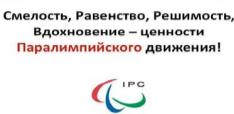 Смелость, Равенство, Решимость,
Вдохновение – ценности
Паралимпийского движения!
IPC